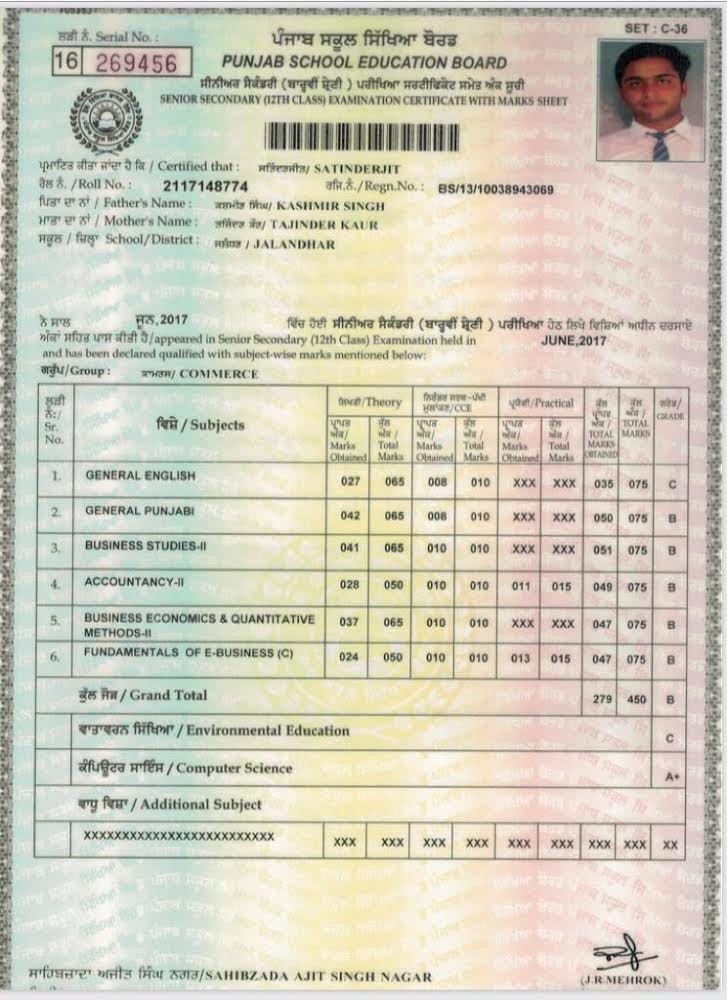 ਲੜੀ ਨੰ. Serial No. :
16 269456
SET : C-36
ਪੰਜਾਬ ਸਕੂਲ ਸਿੱਖਿਆ ਬੋਰਡ
PUNJAB SCHOOL EDUCATION BOARD
ਸੀਨੀਅਰ ਸੈਕੰਡਰੀ (ਬਾਰ੍ਹਵੀਂ ਸ਼੍ਰੇਣੀ) ਪਰੀਖਿਆ ਸਰਟੀਫਿਕੇਟ ਸਮੇਤ ਅੰਕ ਸੂਚੀ
SENIOR SECONDARY (12TH CLASS) EXAMINATION CERTIFICATE WITH MARKS SHEET
ਪ੍ਰਮਾਣਿਤ ਕੀਤਾ ਜਾਂਦਾ ਹੈ ਕਿ / Certified that : ਸਤਿੰਦਰਜੀਤ/ SATINDERJIT
ਰੋਲ ਨੰ. /Roll No. : 2117148774 ਰਜਿ.ਨੰ./Regn.No. : BS/13/10038943069
ਪਿਤਾ ਦਾ ਨਾਂ / Father's Name : ਕਸ਼ਮੀਰ ਸਿੰਘ/ KASHMIR SINGH
ਮਾਤਾ ਦਾ ਨਾਂ / Mother's Name : ਤਜਿੰਦਰ ਕੌਰ/ TAJINDER KAUR
ਸਕੂਲ / ਜ਼ਿਲ੍ਹਾ School/District : ਜਲੰਧਰ / JALANDHAR
ਨੇ ਸਾਲ ਜੂਨ,2017 ਵਿੱਚ ਹੋਈ ਸੀਨੀਅਰ ਸੈਕੰਡਰੀ (ਬਾਰ੍ਹਵੀਂ ਸ਼੍ਰੇਣੀ ) ਪਰੀਖਿਆ ਹੇਠ ਲਿਖੇ ਵਿਸ਼ਿਆਂ ਅਧੀਨ ਦਰਸਾਏ
ਅੰਕਾਂ ਸਹਿਤ ਪਾਸ ਕੀਤੀ ਹੈ/appeared in Senior Secondary (12th Class) Examination held in JUNE,2017
and has been declared qualified with subject-wise marks mentioned below:
ਗਰੁੱਪ/Group : ਕਾਮਰਸ/ COMMERCE
ਲੜੀ ਨੰ:/ Sr. No. ਵਿਸ਼ੇ / Subjects ਲਿਖਤੀ/Theory ਨਿਰੰਤਰ ਸਰਬ-ਪੱਖੀ ਮੁਲਾਂਕਣ/CCE ਪ੍ਰਯੋਗੀ/Practical ਕੁੱਲ ਪ੍ਰਾਪਤ ਅੰਕ / TOTAL MARKS OBTAINED ਕੁੱਲ ਅੰਕ / TOTAL MARKS ਗਰੇਡ/ GRADE
ਪ੍ਰਾਪਤ ਅੰਕ/ Marks Obtained ਕੁੱਲ ਅੰਕ / Total Marks ਪ੍ਰਾਪਤ ਅੰਕ/ Marks Obtained ਕੁੱਲ ਅੰਕ / Total Marks ਪ੍ਰਾਪਤ ਅੰਕ/ Marks Obtained ਕੁੱਲ ਅੰਕ / Total Marks
1. GENERAL ENGLISH 027 065 008 010 XXX XXX 035 075 C
2. GENERAL PUNJABI 042 065 008 010 XXX XXX 050 075 B
3. BUSINESS STUDIES-II 041 065 010 010 XXX XXX 051 075 B
4. ACCOUNTANCY-II 028 050 010 010 011 015 049 075 B
5. BUSINESS ECONOMICS & QUANTITATIVE
METHODS-II 037 065 010 010 XXX XXX 047 075 B
6. FUNDAMENTALS OF E-BUSINESS (C) 024 050 010 010 013 015 047 075 B
ਕੁੱਲ ਜੋੜ / Grand Total 279 450 B
ਵਾਤਾਵਰਨ ਸਿੱਖਿਆ / Environmental Education C
ਕੰਪਿਊਟਰ ਸਾਇੰਸ / Computer Science A+
ਵਾਧੂ ਵਿਸ਼ਾ / Additional Subject
XXXXXXXXXXXXXXXXXXXXXXXXX XXX XXX XXX XXX XXX XXX XXX XXX XX
ਸਾਹਿਬਜ਼ਾਦਾ ਅਜੀਤ ਸਿੰਘ ਨਗਰ/SAHIBZADA AJIT SINGH NAGAR
(J.R.MEHROK)